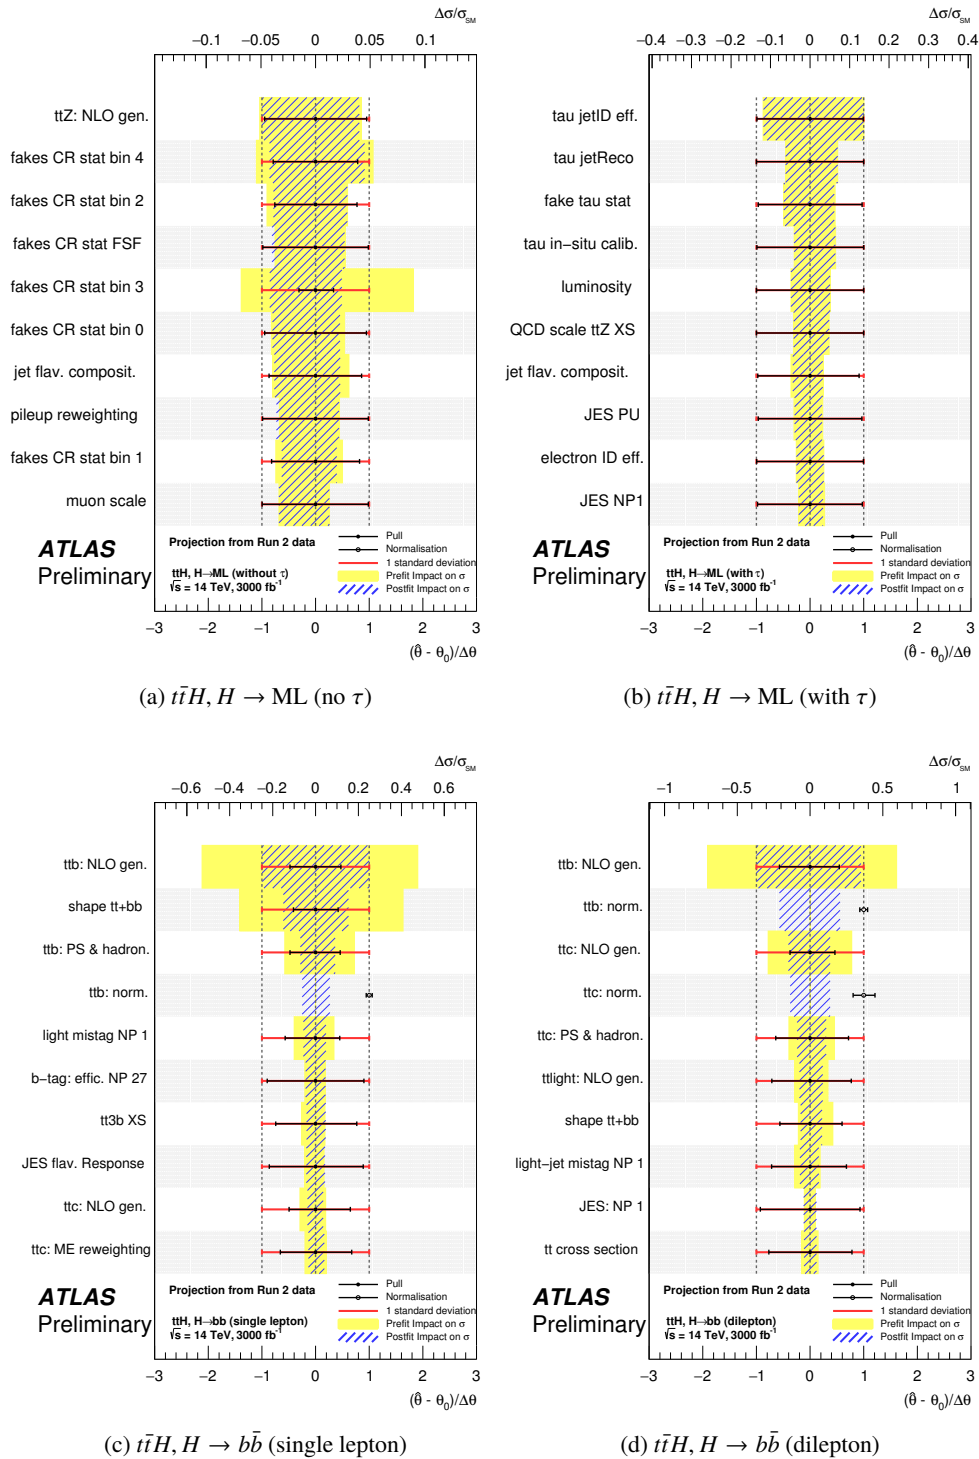 Δσ/σSM
−0.1 −0.05 0 0.05 0.1
ttZ: NLO gen.
fakes CR stat bin 4
fakes CR stat bin 2
fakes CR stat FSF
fakes CR stat bin 3
fakes CR stat bin 0
jet flav. composit.
pileup reweighting
fakes CR stat bin 1
muon scale
ATLAS
Preliminary
Projection from Run 2 data
ttH, H→ML (without τ)
√s = 14 TeV, 3000 fb-1
Pull
Normalisation
1 standard deviation
Prefit Impact on σ
Postfit Impact on σ
−3 −2 −1 0 1 2 3
(θ̂ - θ0)/Δθ
(a) tt̄H, H → ML (no τ)
Δσ/σSM
−0.4 −0.3 −0.2 −0.1 0 0.1 0.2 0.3 0.4
tau jetID eff.
tau jetReco
fake tau stat
tau in−situ calib.
luminosity
QCD scale ttZ XS
jet flav. composit.
JES PU
electron ID eff.
JES NP1
ATLAS
Preliminary
Projection from Run 2 data
ttH, H→ML (with τ)
√s = 14 TeV, 3000 fb-1
Pull
Normalisation
1 standard deviation
Prefit Impact on σ
Postfit Impact on σ
−3 −2 −1 0 1 2 3
(θ̂ - θ0)/Δθ
(b) tt̄H, H → ML (with τ)
Δσ/σSM
−0.6 −0.4 −0.2 0 0.2 0.4 0.6
ttb: NLO gen.
shape tt+bb
ttb: PS & hadron.
ttb: norm.
light mistag NP 1
b−tag: effic. NP 27
tt3b XS
JES flav. Response
ttc: NLO gen.
ttc: ME reweighting
ATLAS
Preliminary
Projection from Run 2 data
ttH, H→bb (single lepton)
√s = 14 TeV, 3000 fb-1
Pull
Normalisation
1 standard deviation
Prefit Impact on σ
Postfit Impact on σ
−3 −2 −1 0 1 2 3
(θ̂ - θ0)/Δθ
(c) tt̄H, H → bb̄ (single lepton)
Δσ/σSM
−1 −0.5 0 0.5 1
ttb: NLO gen.
ttb: norm.
ttc: NLO gen.
ttc: norm.
ttc: PS & hadron.
ttlight: NLO gen.
shape tt+bb
light−jet mistag NP 1
JES: NP 1
tt cross section
ATLAS
Preliminary
Projection from Run 2 data
ttH, H→bb (dilepton)
√s = 14 TeV, 3000 fb-1
Pull
Normalisation
1 standard deviation
Prefit Impact on σ
Postfit Impact on σ
−3 −2 −1 0 1 2 3
(θ̂ - θ0)/Δθ
(d) tt̄H, H → bb̄ (dilepton)